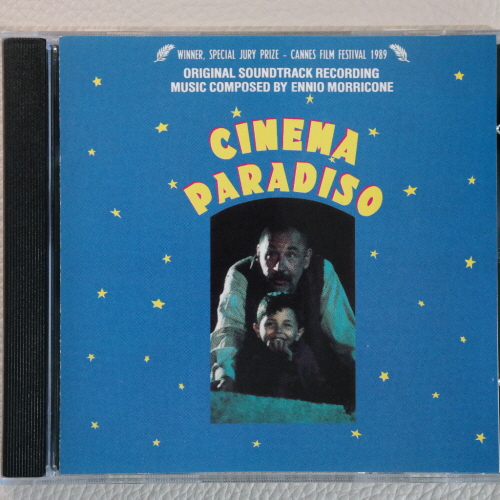 WINNER, SPECIAL JURY PRIZE - CANNES FILM FESTIVAL 1989
ORIGINAL SOUNDTRACK RECORDING
MUSIC COMPOSED BY ENNIO MORRICONE
CINEMA
PARADISO